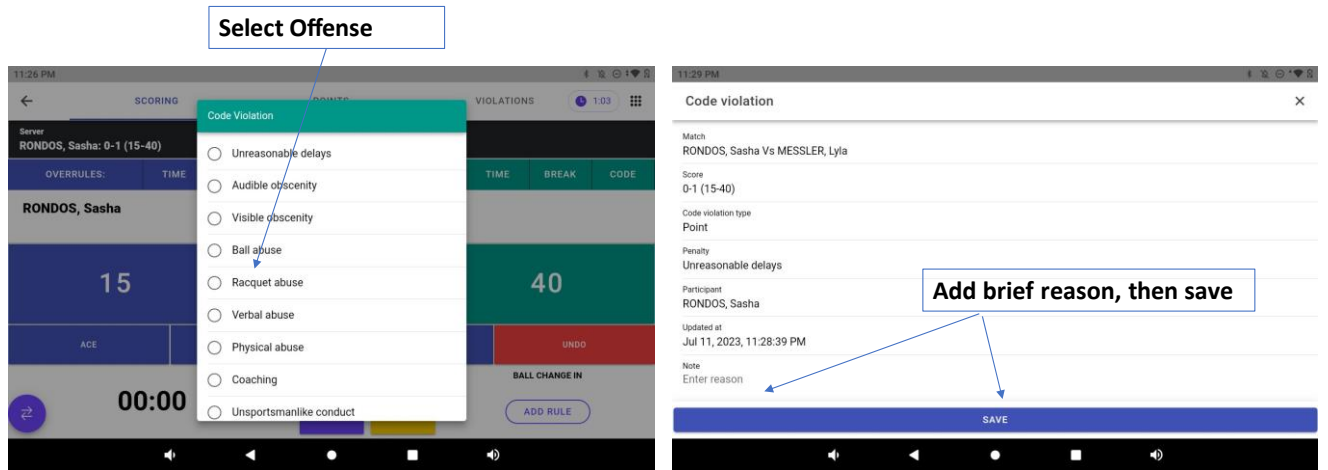 Select Offense
11:26 PM
SCORING
VIOLATIONS
1:03
Server
RONDOS, Sasha: 0-1 (15-40)
OVERRULES:
TIME
TIME
BREAK
CODE
RONDOS, Sasha
15
40
ACE
UNDO
00:00
BALL CHANGE IN
ADD RULE
Code Violation
Unreasonable delays
Audible obscenity
Visible obscenity
Ball abuse
Racquet abuse
Verbal abuse
Physical abuse
Coaching
Unsportsmanlike conduct
11:29 PM
Code violation
Match
RONDOS, Sasha Vs MESSLER, Lyla
Score
0-1 (15-40)
Code violation type
Point
Penalty
Unreasonable delays
Participant
RONDOS, Sasha
Updated at
Jul 11, 2023, 11:28:39 PM
Note
Enter reason
Add brief reason, then save
SAVE